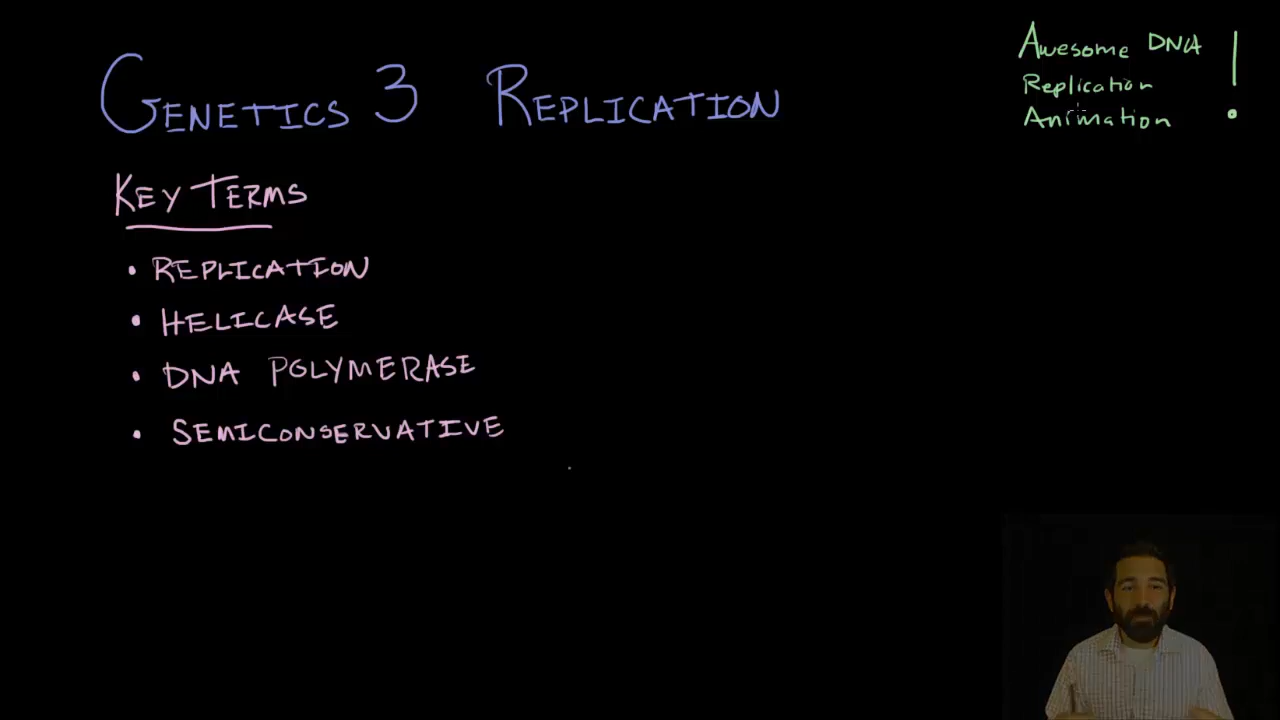 GENETICS 3 REPLICATION
Awesome DNA
Replication
Animation !
KEY TERMS
• REPLICATION
• HELICASE
• DNA POLYMERASE
• SEMICONSERVATIVE